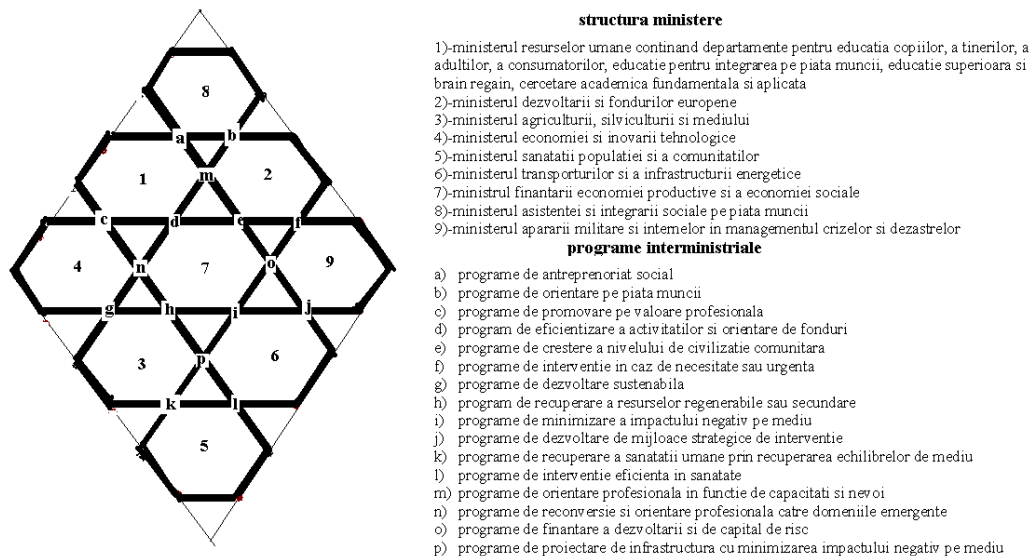 structura ministere
1)-ministerul resurselor umane continand departamente pentru educatia copiilor, a tinerilor, a
adultilor, a consumatorilor, educatie pentru integrarea pe piata muncii, educatie superioara si
brain regain, cercetare academica fundamentala si aplicata
2)-ministerul dezvoltarii si fondurilor europene
3)-ministerul agriculturii, silviculturii si mediului
4)-ministerul economiei si inovarii tehnologice
5)-ministerul sanatatii populatiei si a comunitatilor
6)-ministerul transporturilor si a infrastructurii energetice
7)-ministrul finantarii economiei productive si a economiei sociale
8)-ministerul asistentei si integrarii sociale pe piata muncii
9)-ministerul apararii militare si internelor in managementul crizelor si dezastrelor
programe interministriale
a) programe de antreprenoriat social
b) programe de orientare pe piata muncii
c) programe de promovare pe valoare profesionala
d) program de eficientizare a activitatilor si orientare de fonduri
e) programe de crestere a nivelului de civilizatie comunitara
f) programe de interventie in caz de necesitate sau urgenta
g) programe de dezvoltare sustenabila
h) program de recuperare a resurselor regenerabile sau secundare
i) programe de minimizare a impactului negativ pe mediu
j) programe de dezvoltare de mijloace strategice de interventie
k) programe de recuperare a sanatatii umane prin recuperarea echilibrelor de mediu
l) programe de interventie eficienta in sanatate
m) programe de orientare profesionala in functie de capacitati si nevoi
n) programe de reconversie si orientare profesionala catre domeniile emergente
o) programe de finantare a dezvoltarii si de capital de risc
p) programe de proiectare de infrastructura cu minimizarea impactului negativ pe mediu
8
a b
m
1 2
c d e f
4 n 7 o 9
g h i j
3 p 6
k l
5